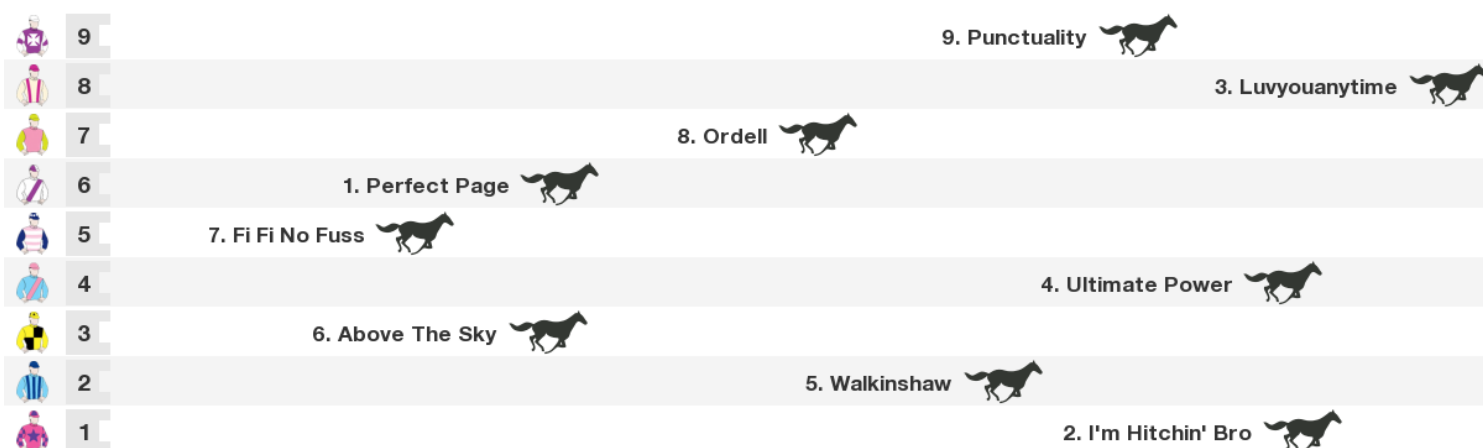 9 9. Punctuality
8 3. Luvyouanytime
7 8. Ordell
6 1. Perfect Page
5 7. Fi Fi No Fuss
4 4. Ultimate Power
3 6. Above The Sky
2 5. Walkinshaw
1 2. I'm Hitchin' Bro